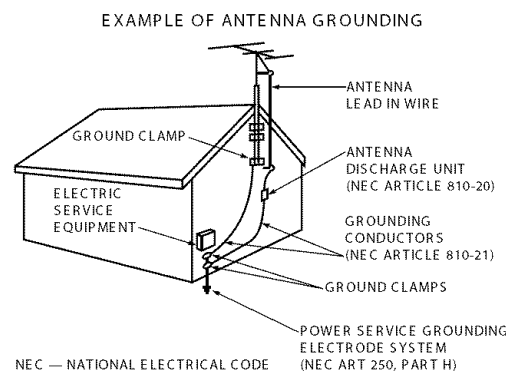 EXAMPLE OF ANTENNA GROUNDING
ANTENNA
LEAD IN WIRE
GROUND CLAMP
ANTENNA
DISCHARGE UNIT
(NEC ARTICLE 810-20)
ELECTRIC
SERVICE
EQUIPMENT
GROUNDING
CONDUCTORS
(NEC ARTICLE 810-21)
GROUND CLAMPS
POWER SERVICE GROUNDING
ELECTRODE SYSTEM
(NEC ART 250, PART H)
NEC — NATIONAL ELECTRICAL CODE